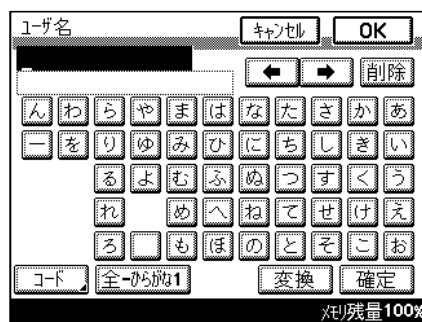 ユーザ名 キャンセル OK
← → 削除
ん わ ら や ま は な た さ か あ
ー を り ゆ み ひ に ち し き い
る よ む ふ ぬ つ す く う
れ め へ ね て せ け え
ろ も ほ の と そ こ お
コード 全-ひらがな1 変換 確定
メモリ残量100%